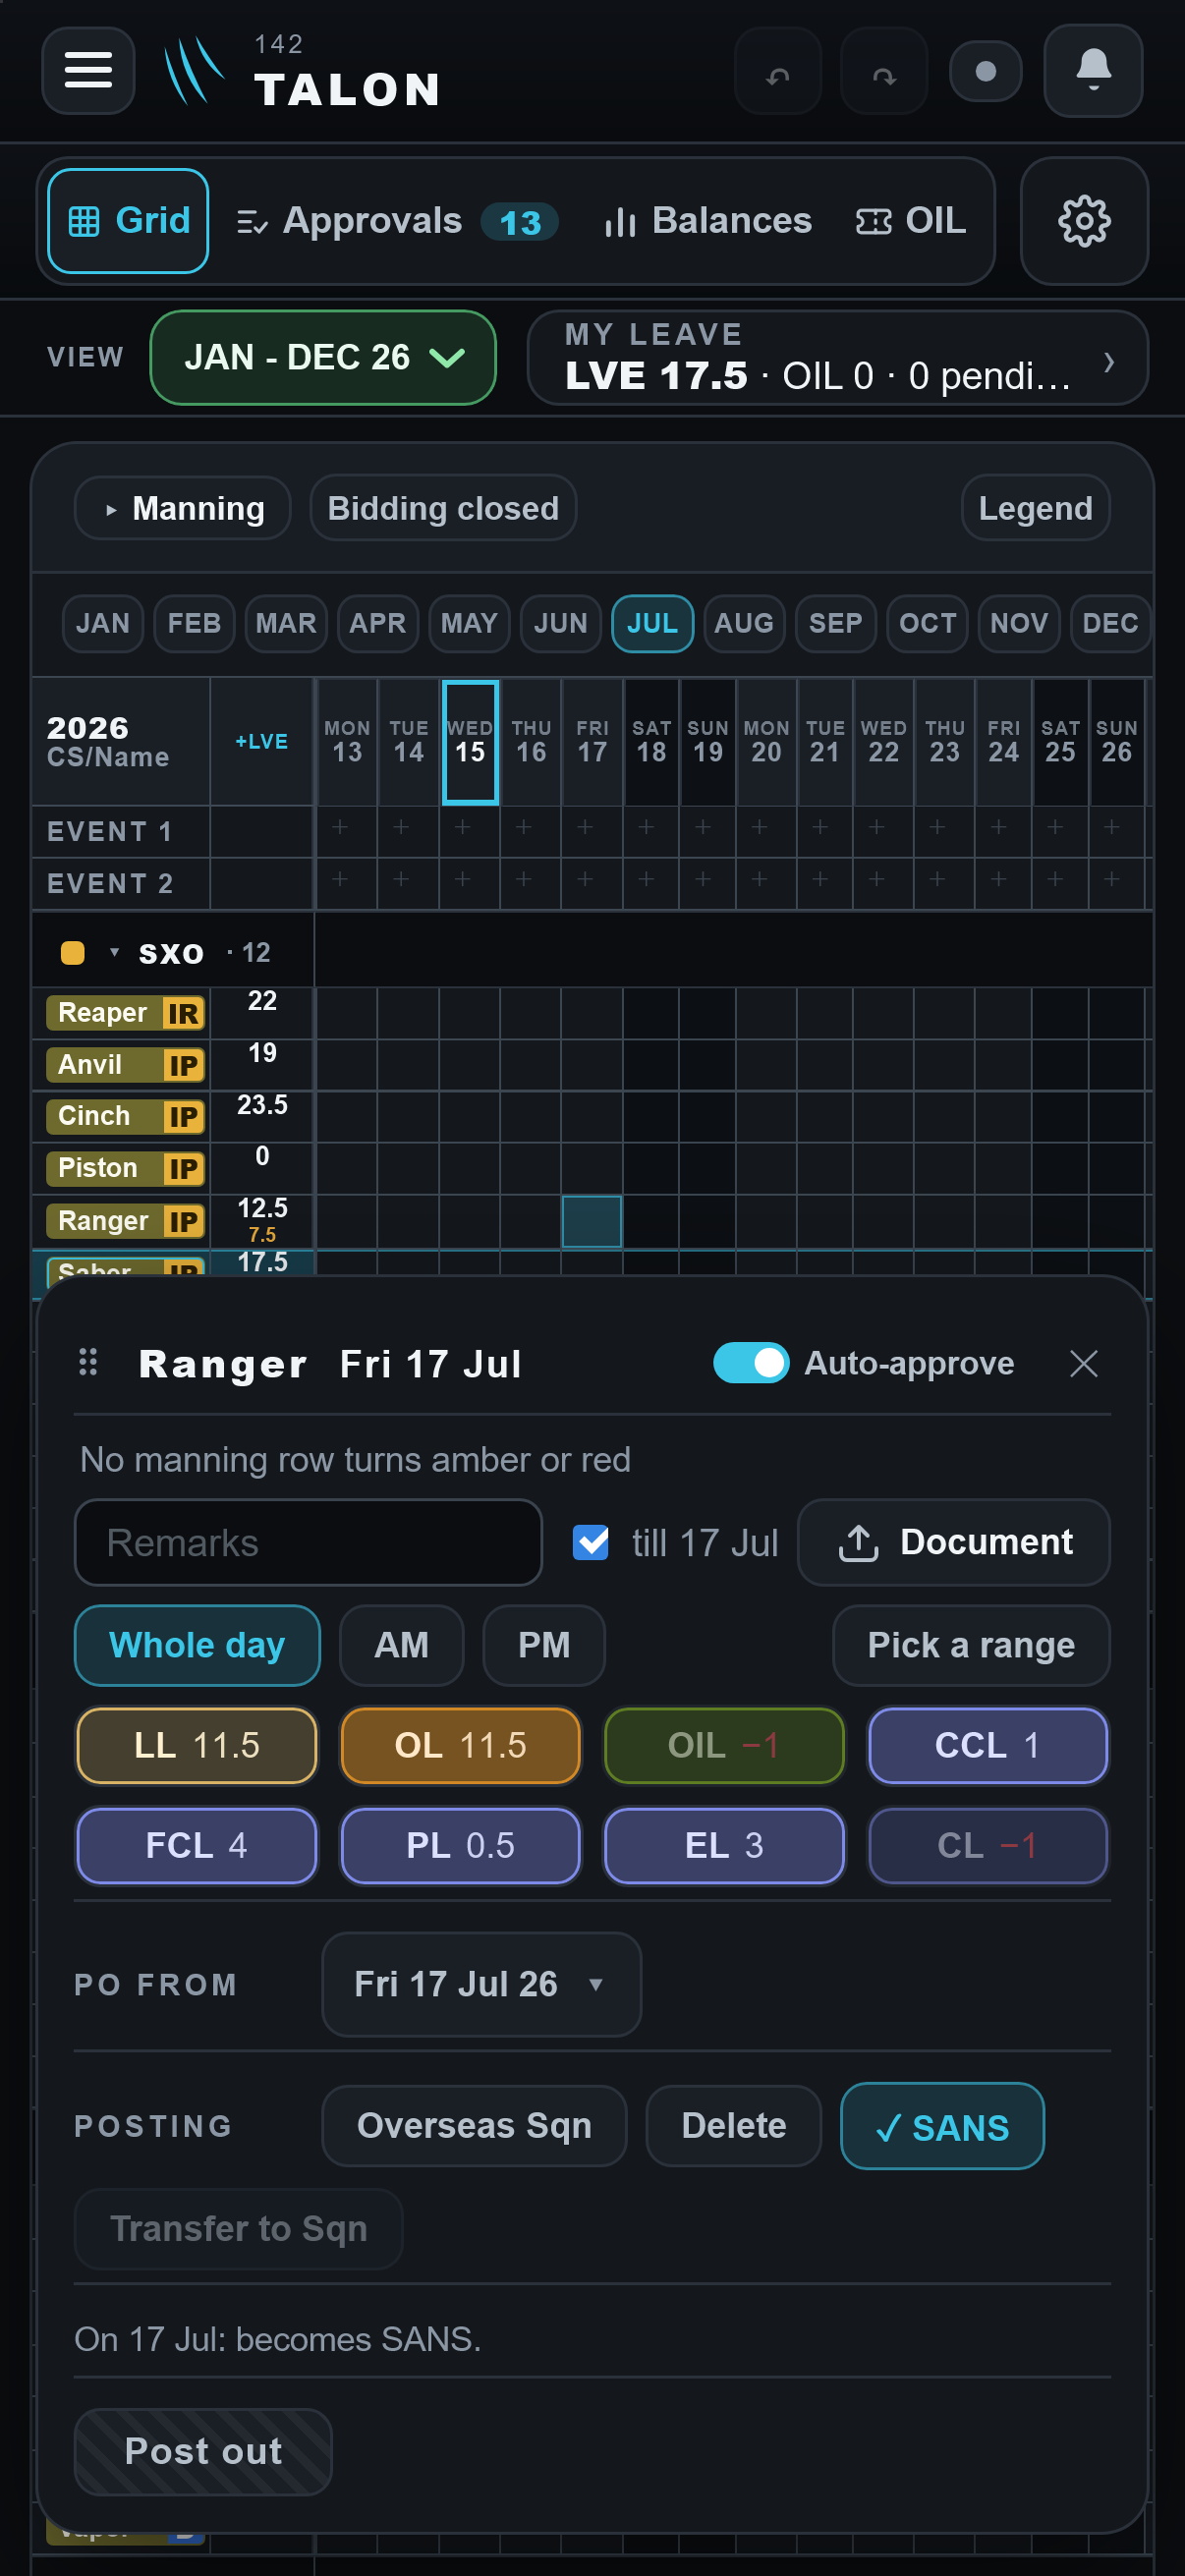 142
TALON
Grid Approvals 13 Balances OIL
VIEW JAN - DEC 26 MY LEAVE
LVE 17.5 · OIL 0 · 0 pendi…
Manning Bidding closed Legend
JAN FEB MAR APR MAY JUN JUL AUG SEP OCT NOV DEC
2026
CS/Name
+LVE
MON TUE WED THU FRI SAT SUN MON TUE WED THU FRI SAT SUN
13 14 15 16 17 18 19 20 21 22 23 24 25 26
EVENT 1 + + + + + + + + + + + + + +
EVENT 2 + + + + + + + + + + + + + +
SXO · 12
Reaper IR 22
Anvil IP 19
Cinch IP 23.5
Piston IP 0
Ranger IP 12.5
7.5
Saber IP 17.5
Ranger Fri 17 Jul Auto-approve
No manning row turns amber or red
Remarks till 17 Jul Document
Whole day AM PM Pick a range
LL 11.5 OL 11.5 OIL −1 CCL 1
FCL 4 PL 0.5 EL 3 CL −1
PO FROM Fri 17 Jul 26
POSTING Overseas Sqn Delete ✓ SANS
Transfer to Sqn
On 17 Jul: becomes SANS.
Post out